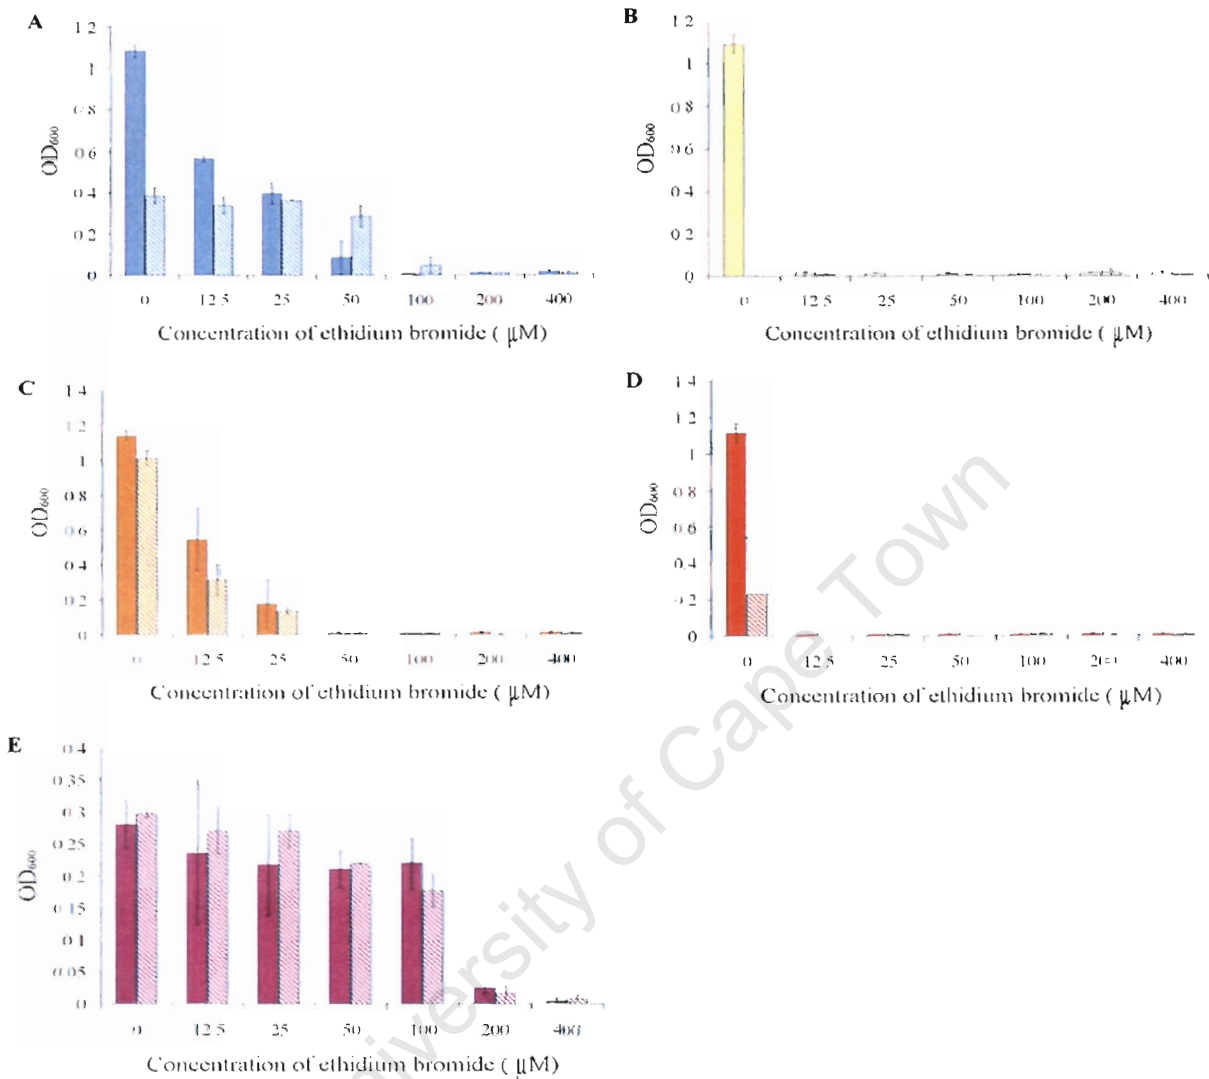 A
1.2
1
0.8
0.6
0.4
0.2
0
OD600
0 12.5 25 50 100 200 400
Concentration of ethidium bromide ( μM)
B
1.2
1
0.8
0.6
0.4
0.2
0
OD600
0 12.5 25 50 100 200 400
Concentration of ethidium bromide ( μM)
C
1.4
1.2
1
0.8
0.6
0.4
0.2
0
OD600
0 12.5 25 50 100 200 400
Concentration of ethidium bromide ( μM)
D
1.4
1.2
1
0.8
0.6
0.4
0.2
0
OD600
0 12.5 25 50 100 200 400
Concentration of ethidium bromide ( μM)
E
0.4
0.35
0.3
0.25
0.2
0.15
0.1
0.05
0
OD600
0 12.5 25 50 100 200 400
Concentration of ethidium bromide ( μM)
University of Cape Town